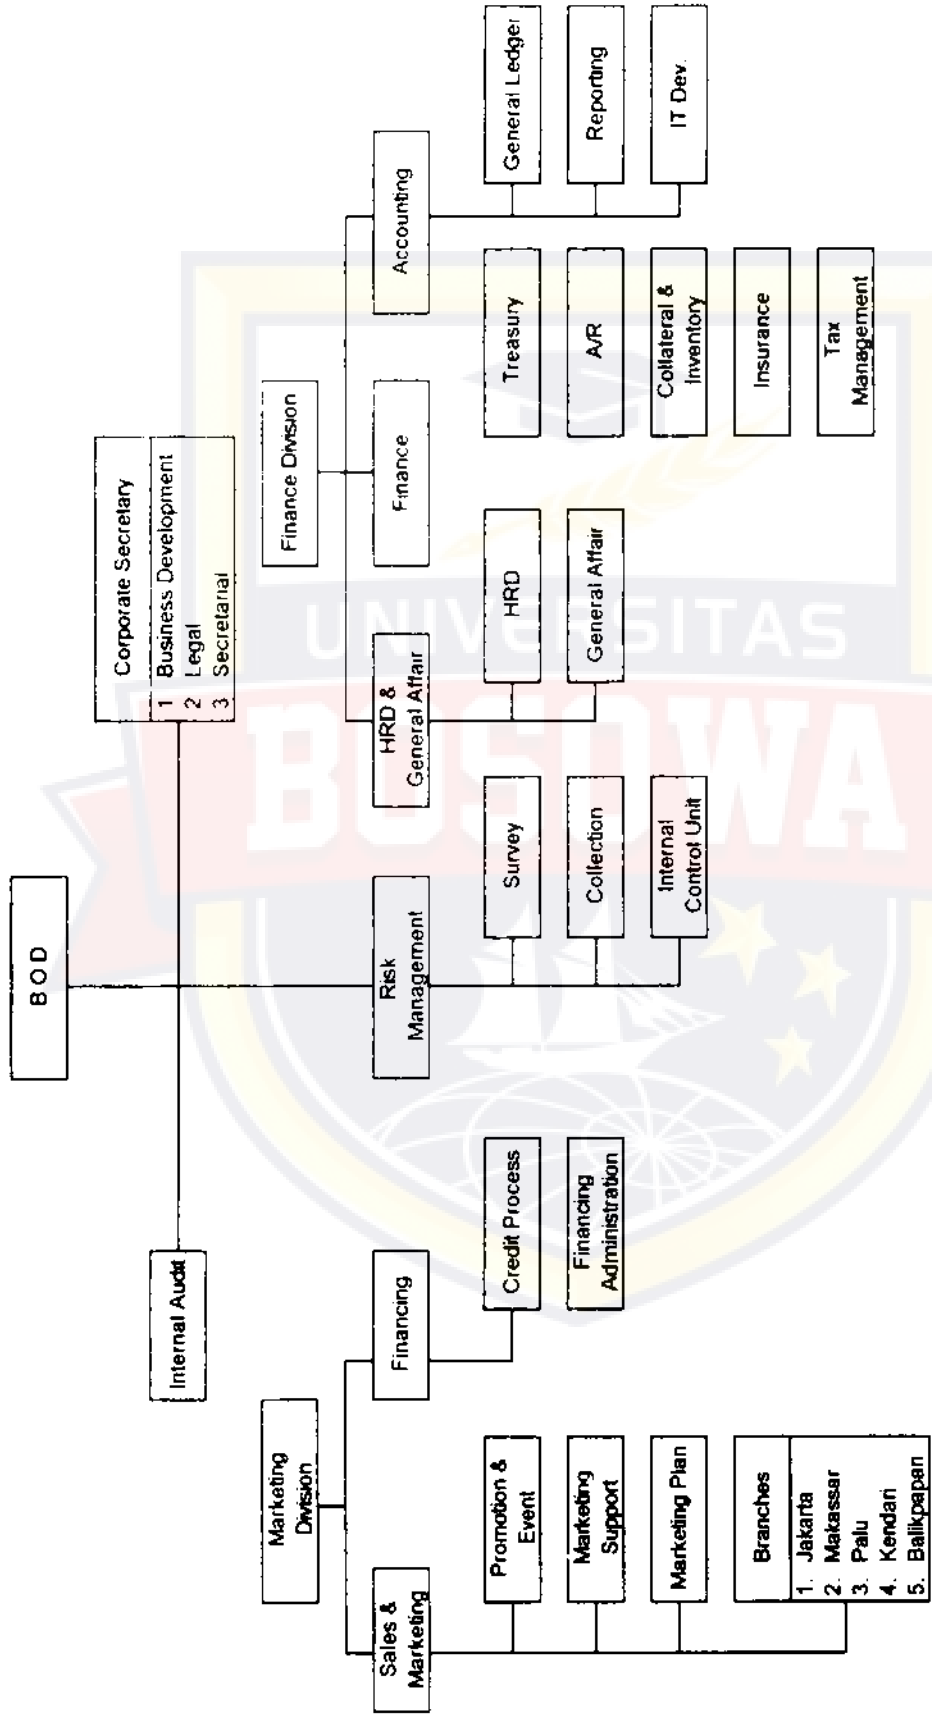 B O D
Internal Audit
Corporate Secretary
1 Business Development
2 Legal
3 Secretarial
Marketing
Division
Finance Division
Sales &
Marketing
Financing
Risk
Management
HRD &
General Affair
Finance
Accounting
Promotion &
Event
Marketing
Support
Marketing Plan
Branches
1. Jakarta
2. Makassar
3. Palu
4. Kendari
5. Balikpapan
Credit Process
Financing
Administration
Survey
Collection
Internal
Control Unit
HRD
General Affair
Treasury
A/R
Collateral &
Inventory
Insurance
Tax
Management
General Ledger
Reporting
IT Dev.
UNIVERSITAS
BOSOWA